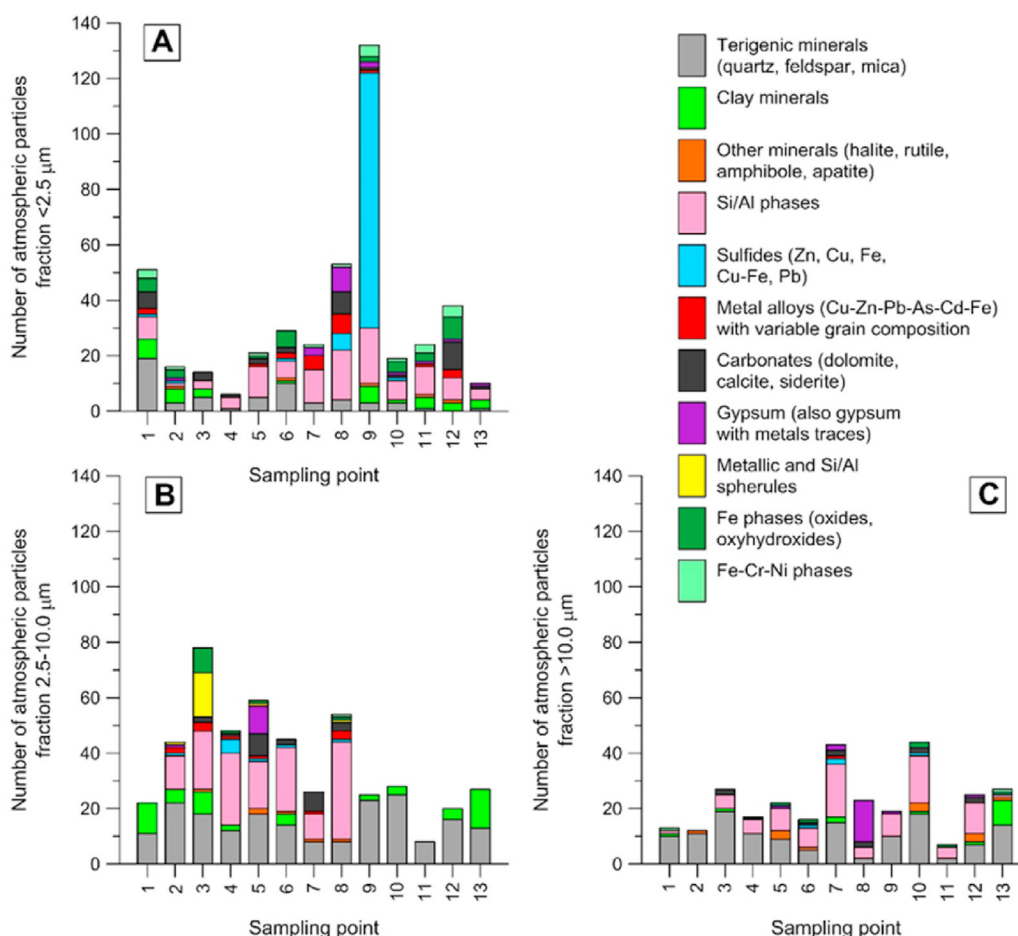 A
140
120
100
80
60
40
20
0
Number of atmospheric particles
fraction <2.5 μm
1 2 3 4 5 6 7 8 9 10 11 12 13
Sampling point
Terigenic minerals
(quartz, feldspar, mica)
Clay minerals
Other minerals (halite, rutile,
amphibole, apatite)
Si/Al phases
Sulfides (Zn, Cu, Fe,
Cu-Fe, Pb)
Metal alloys (Cu-Zn-Pb-As-Cd-Fe)
with variable grain composition
Carbonates (dolomite,
calcite, siderite)
Gypsum (also gypsum
with metals traces)
Metallic and Si/Al
spherules
Fe phases (oxides,
oxyhydroxides)
Fe-Cr-Ni phases
B
140
120
100
80
60
40
20
0
Number of atmospheric particles
fraction 2.5-10.0 μm
1 2 3 4 5 6 7 8 9 10 11 12 13
Sampling point
C
140
120
100
80
60
40
20
0
Number of atmospheric particles
fraction >10.0 μm
1 2 3 4 5 6 7 8 9 10 11 12 13
Sampling point